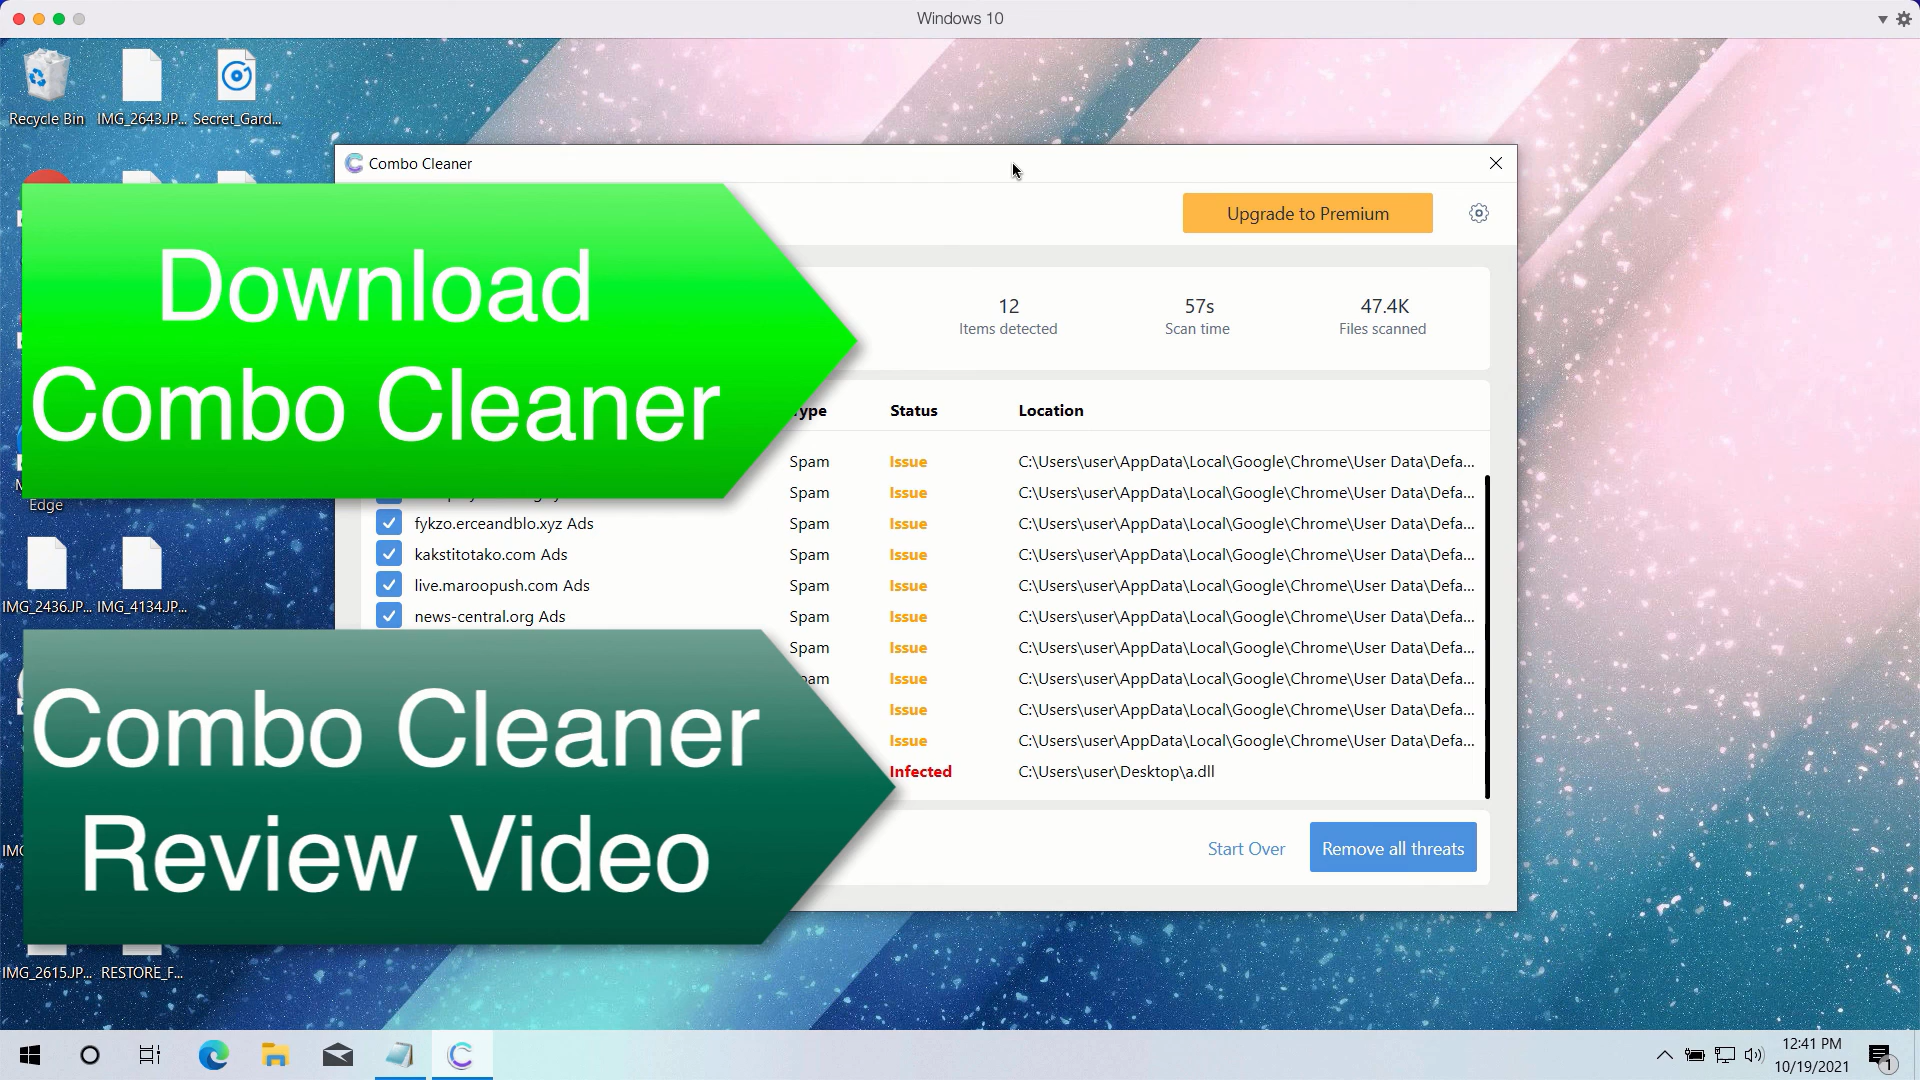 Windows 10
Recycle Bin
IMG_2643.JP...
Secret_Gard...
Combo Cleaner
Upgrade to Premium
Download
Combo Cleaner
12
Items detected
57s
Scan time
47.4K
Files scanned
Status
Location
Spam Issue C:\Users\user\AppData\Local\Google\Chrome\User Data\Defa...
Spam Issue C:\Users\user\AppData\Local\Google\Chrome\User Data\Defa...
Edge
fykzo.erceandblo.xyz Ads Spam Issue C:\Users\user\AppData\Local\Google\Chrome\User Data\Defa...
kakstitotako.com Ads Spam Issue C:\Users\user\AppData\Local\Google\Chrome\User Data\Defa...
live.maroopush.com Ads Spam Issue C:\Users\user\AppData\Local\Google\Chrome\User Data\Defa...
news-central.org Ads Spam Issue C:\Users\user\AppData\Local\Google\Chrome\User Data\Defa...
IMG_2436.JP...
IMG_4134.JP...
Spam Issue C:\Users\user\AppData\Local\Google\Chrome\User Data\Defa...
Issue C:\Users\user\AppData\Local\Google\Chrome\User Data\Defa...
Issue C:\Users\user\AppData\Local\Google\Chrome\User Data\Defa...
Issue C:\Users\user\AppData\Local\Google\Chrome\User Data\Defa...
Infected C:\Users\user\Desktop\a.dll
Combo Cleaner
Review Video
Start Over
Remove all threats
IMG_2615.JP...
RESTORE_F...
12:41 PM
10/19/2021
1